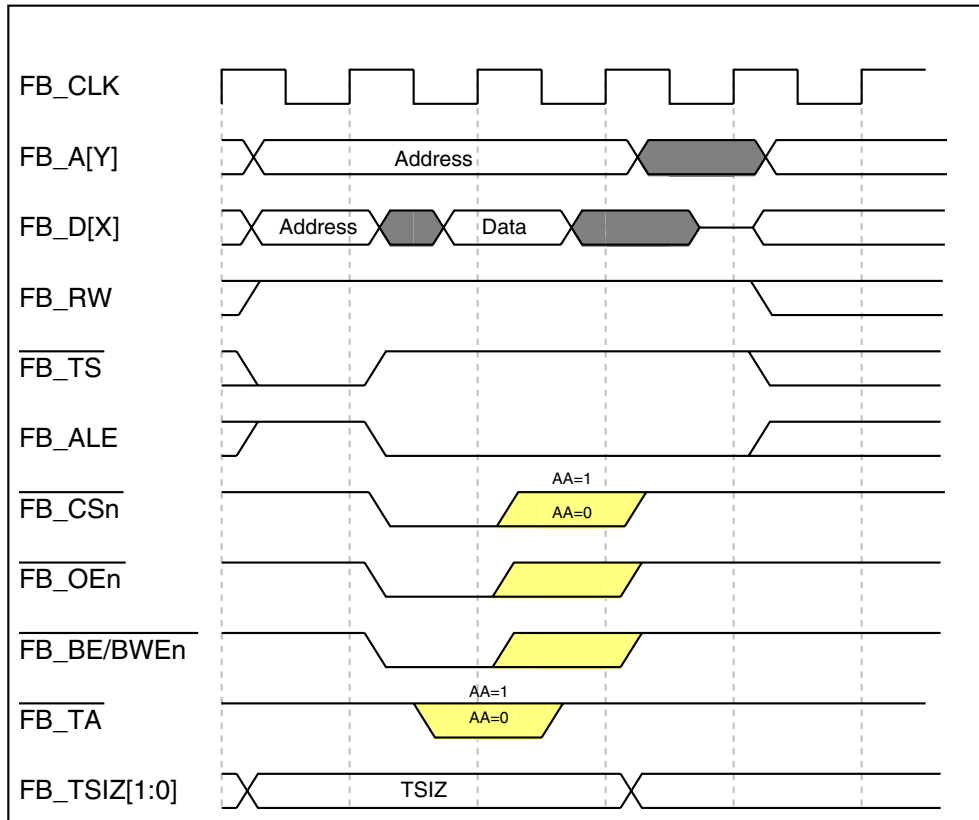 FB_CLK
FB_A[Y]
Address
FB_D[X]
Address
Data
FB_RW
FB_TS
FB_ALE
AA=1
FB_CSn
AA=0
FB_OEn
FB_BE/BWEn
AA=1
FB_TA
AA=0
FB_TSIZ[1:0]
TSIZ